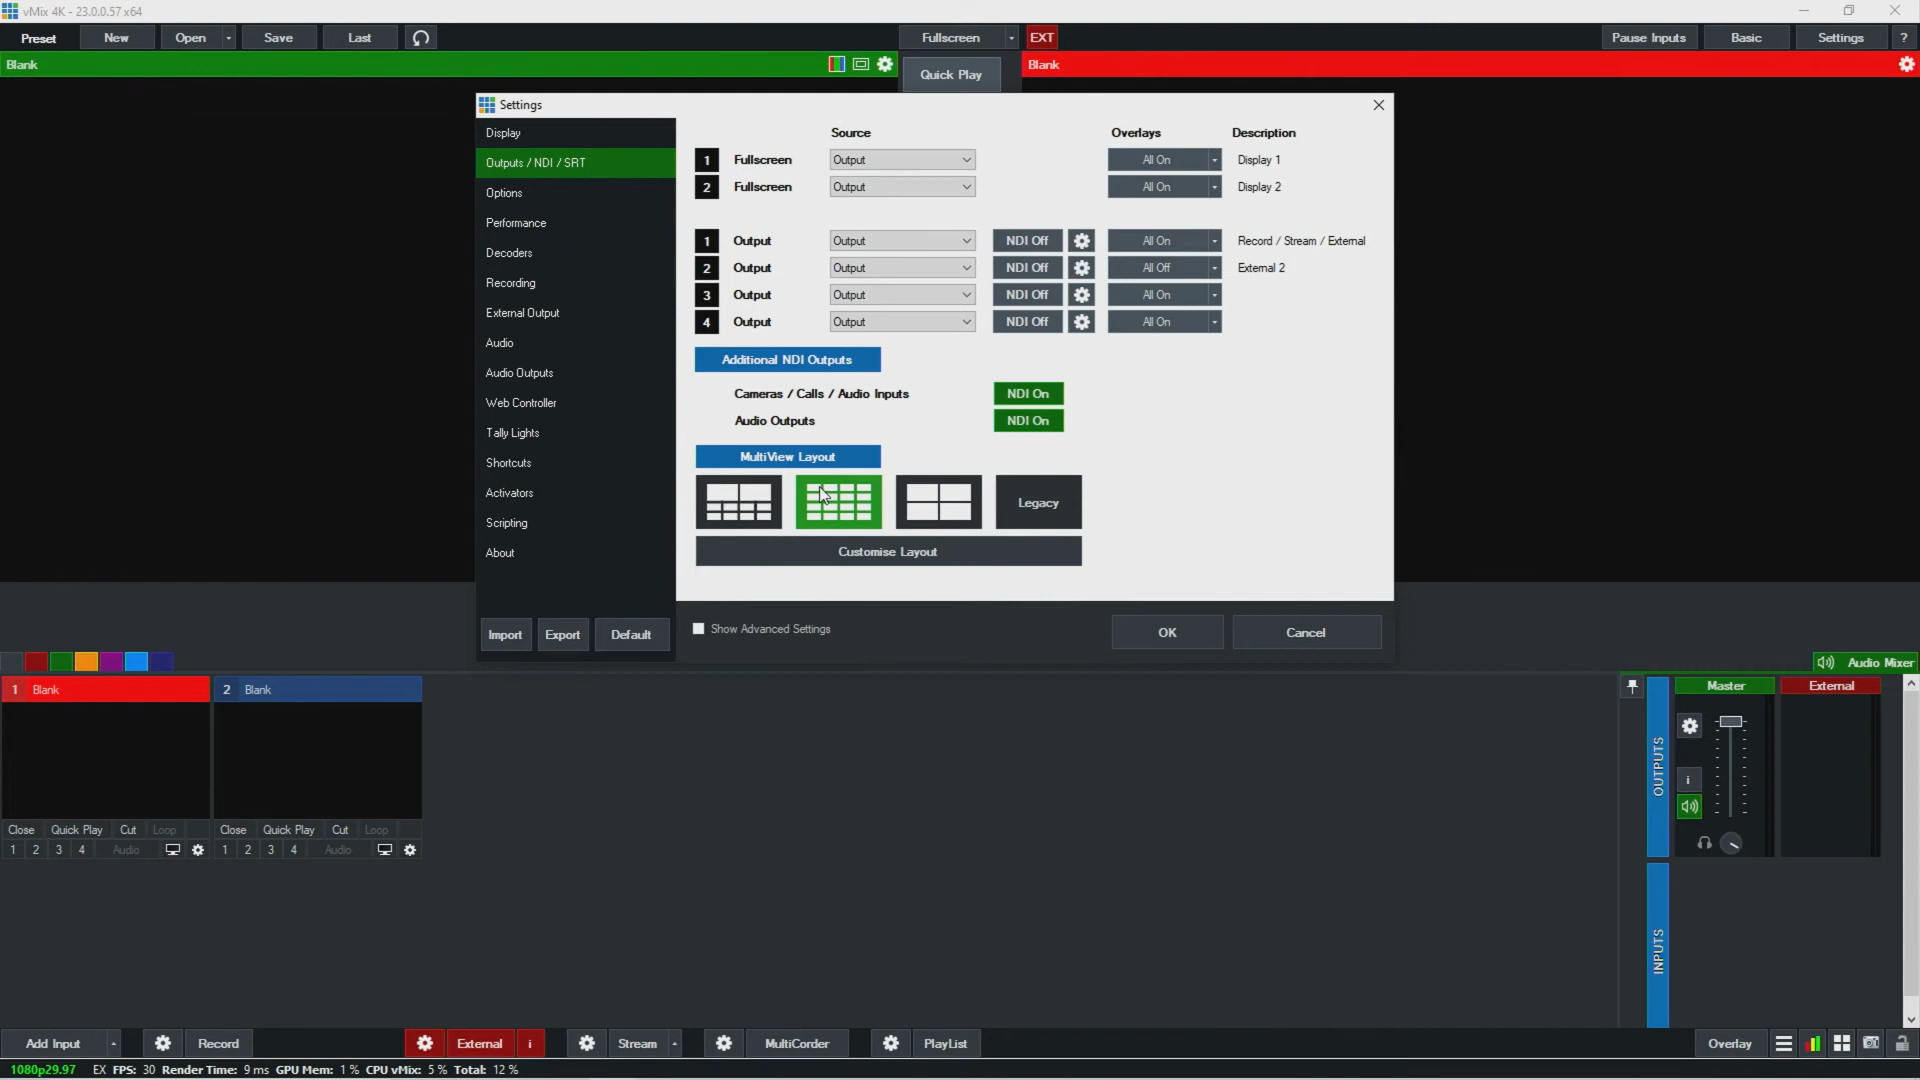 vMix 4K - 23.0.0.57 x64
Preset New Open Save Last Fullscreen EXT Pause Inputs Basic Settings ?
Blank Quick Play Blank
Settings
Display
Outputs / NDI / SRT
Options
Performance
Decoders
Recording
External Output
Audio
Audio Outputs
Web Controller
Tally Lights
Shortcuts
Activators
Scripting
About
Import Export Default
Source Overlays Description
1 Fullscreen Output All On Display 1
2 Fullscreen Output All On Display 2
1 Output Output NDI Off All On Record / Stream / External
2 Output Output NDI Off All Off External 2
3 Output Output NDI Off All On
4 Output Output NDI Off All On
Additional NDI Outputs
Cameras / Calls / Audio Inputs NDI On
Audio Outputs NDI On
MultiView Layout
Legacy
Customise Layout
Show Advanced Settings OK Cancel
Audio Mixer
1 Blank 2 Blank
Close Quick Play Cut Loop Close Quick Play Cut Loop
1 2 3 4 Audio 1 2 3 4 Audio
Master External
i
OUTPUTS
INPUTS
Add Input Record External i Stream MultiCorder PlayList Overlay
1080p29.97 EX FPS: 30 Render Time: 9 ms GPU Mem: 1 % CPU vMix: 5 % Total: 12 %